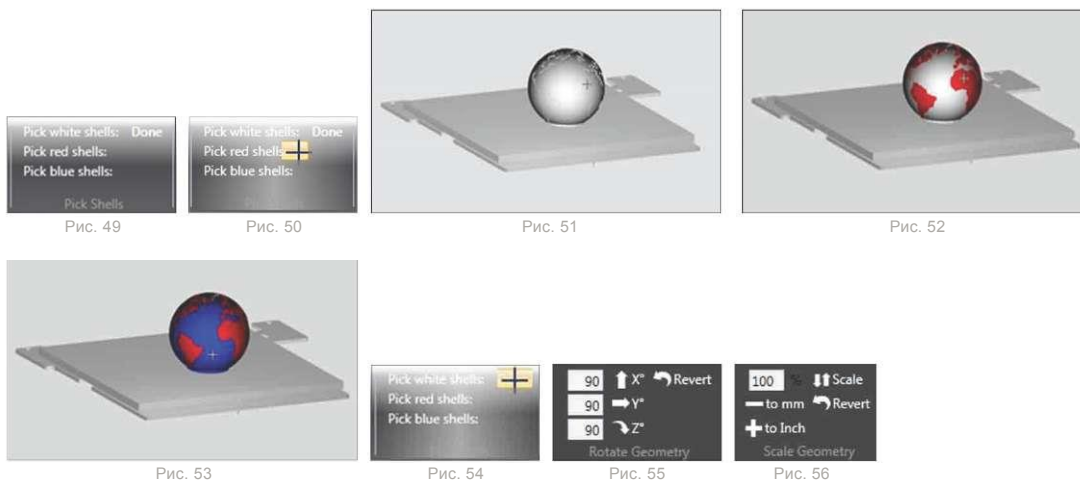 Pick white shells: Done
Pick red shells:
Pick blue shells:
Pick Shells
Рис. 49
Pick white shells: Done
Pick red shells
Pick blue shells:
Рис. 50
Рис. 51
Рис. 52
Рис. 53
Pick white shells:
Pick red shells:
Pick blue shells:
Рис. 54
90 X° Revert
90 Y°
90 Z°
Rotate Geometry
Рис. 55
100 % Scale
to mm Revert
to Inch
Scale Geometry
Рис. 56